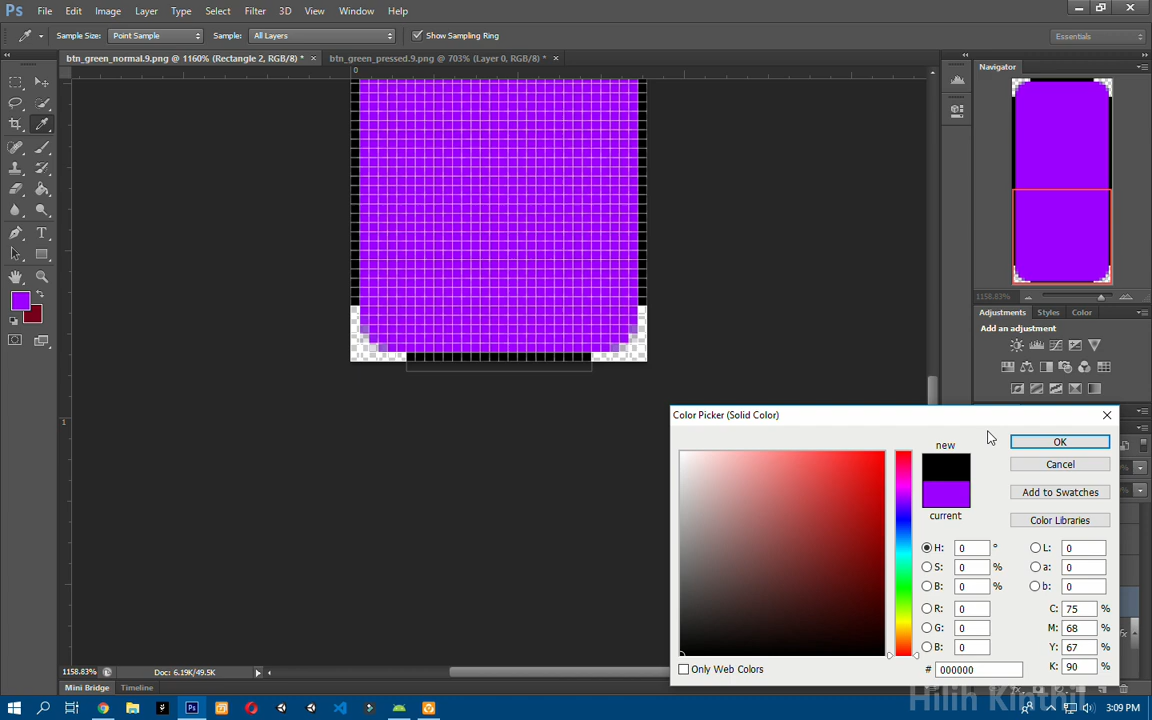 Ps File Edit Image Layer Type Select Filter 3D View Window Help
Sample Size: Point Sample Sample: All Layers Show Sampling Ring Essentials
btn_green_normal.9.png @ 1160% (Rectangle 2, RGB/8) * × btn_green_pressed.9.png @ 703% (Layer 0, RGB/8) * ×
0
1
Navigator
1158.83%
Adjustments Styles Color
Add an adjustment
Color Picker (Solid Color)
new
current
OK
Cancel
Add to Swatches
Color Libraries
H: 0 ° L: 0
S: 0 % a: 0
B: 0 % b: 0
R: 0 C: 75 %
G: 0 M: 68 %
B: 0 Y: 67 %
# 000000 K: 90 %
Only Web Colors
1158.83% Doc: 6.19K/49.5K
Mini Bridge Timeline
3:09 PM